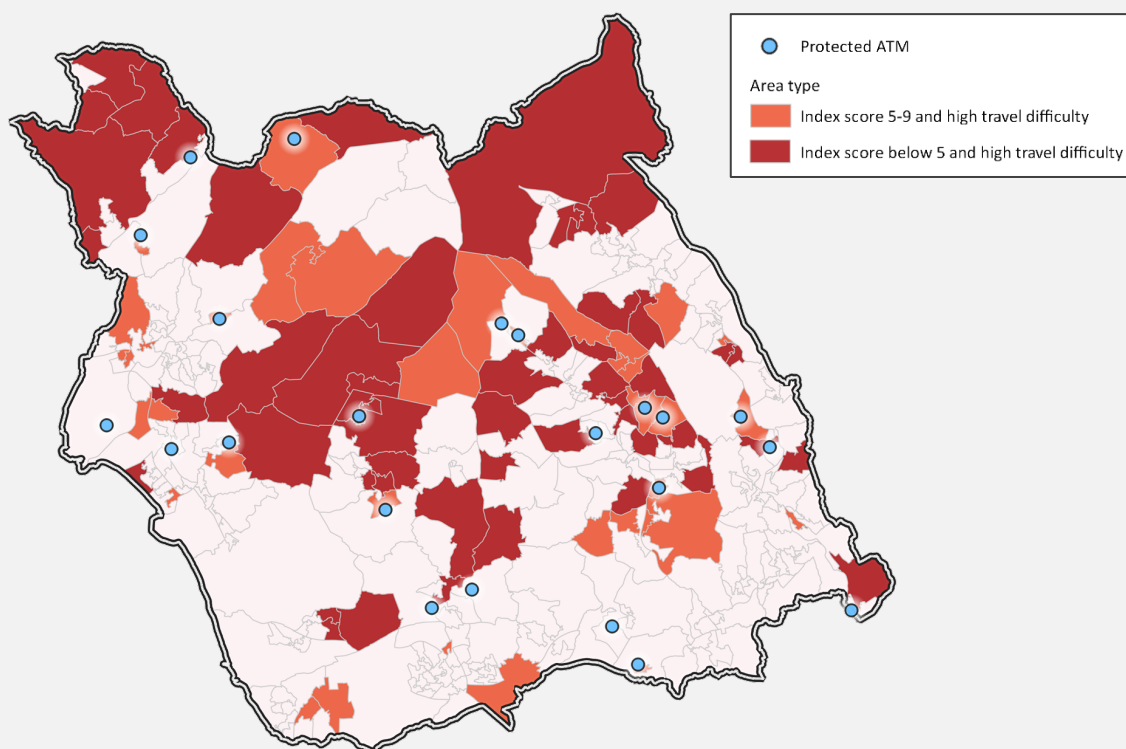 Protected ATM
Area type
Index score 5-9 and high travel difficulty
Index score below 5 and high travel difficulty